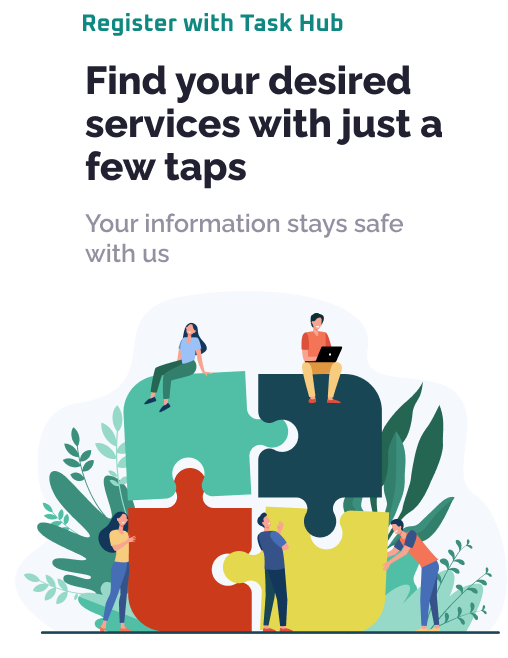 Register with Task Hub
Find your desired
services with just a
few taps
Your information stays safe
with us